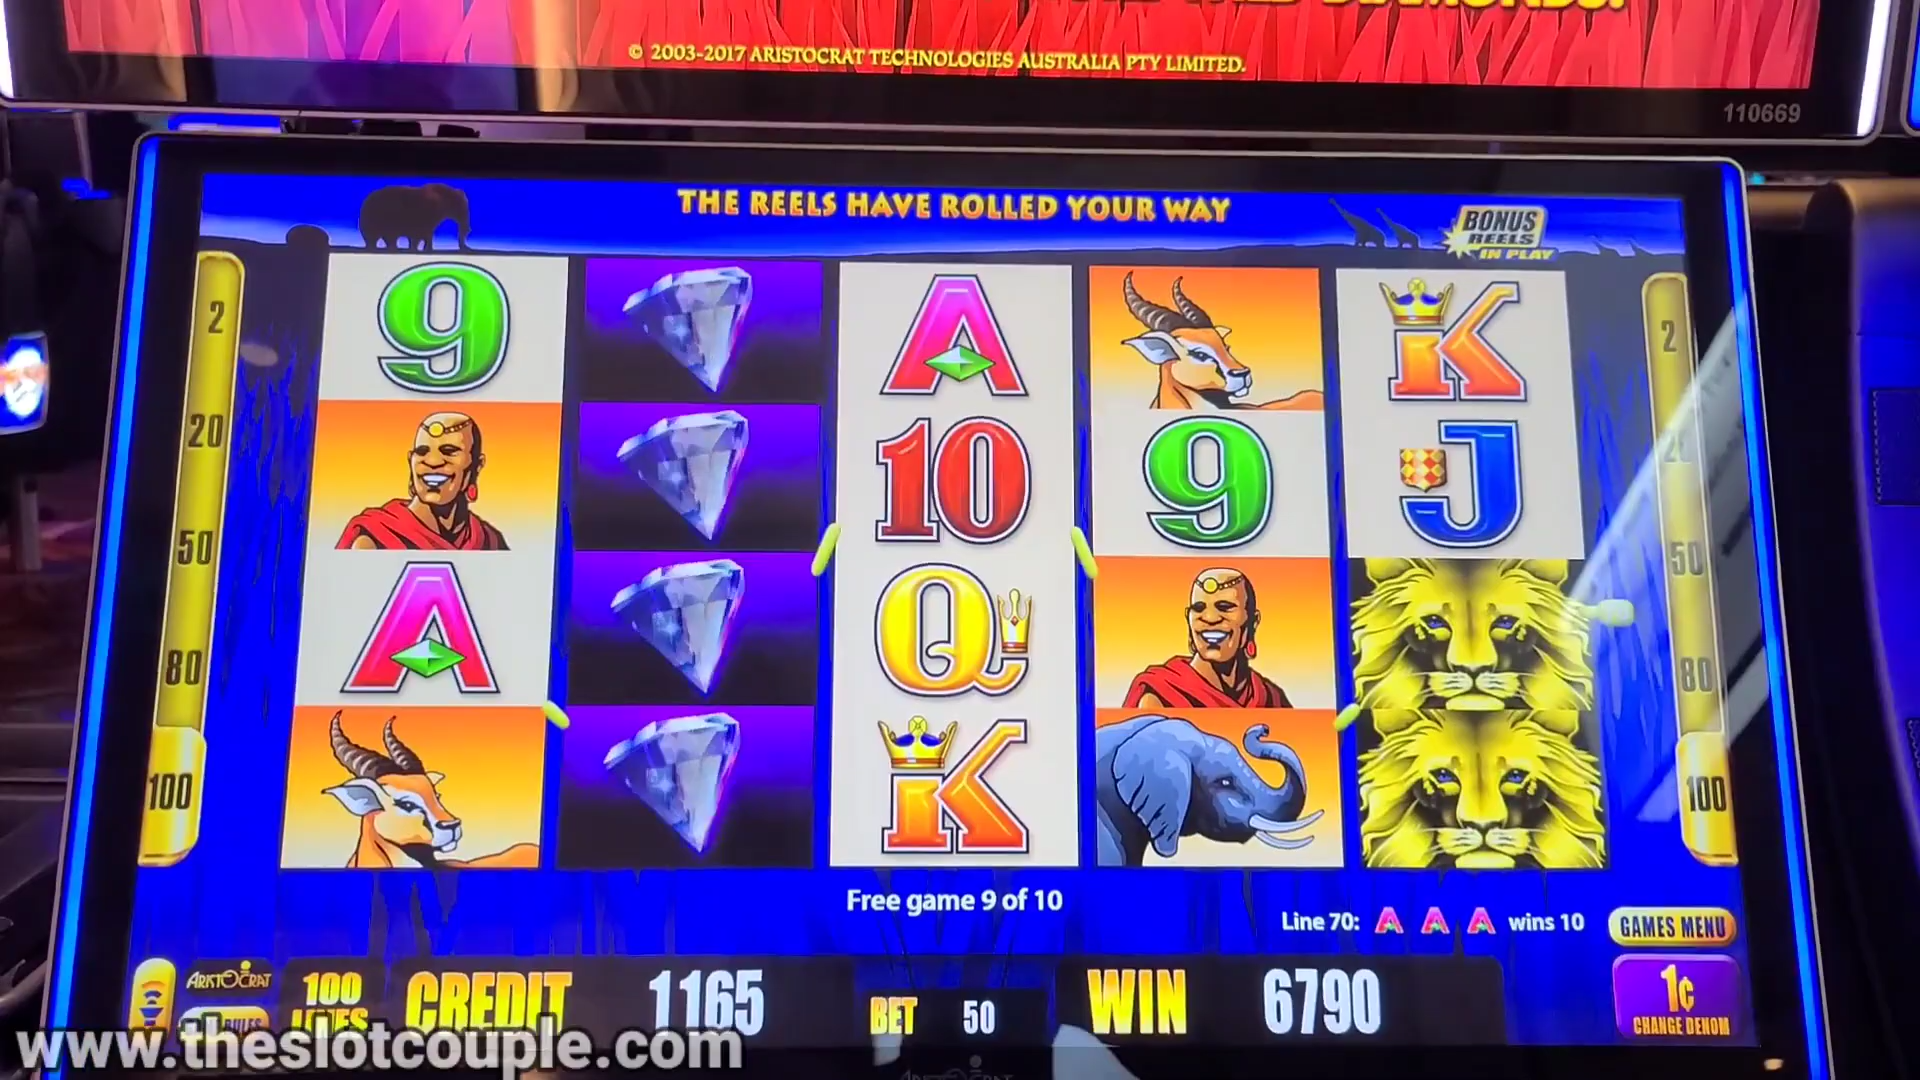 © 2003-2017 ARISTOCRAT TECHNOLOGIES AUSTRALIA PTY LIMITED.
110669
THE REELS HAVE ROLLED YOUR WAY
BONUS
REELS
IN PLAY
2
20
50
80
100
2
50
80
100
9 A K
10 9 J
A Q
K
Free game 9 of 10
Line 70: A A A wins 10
GAMES MENU
ARISTOCRAT
100
LINES
CREDIT 1165
BET 50
WIN 6790
1¢
CHANGE DENOM
www.theslotcouple.com